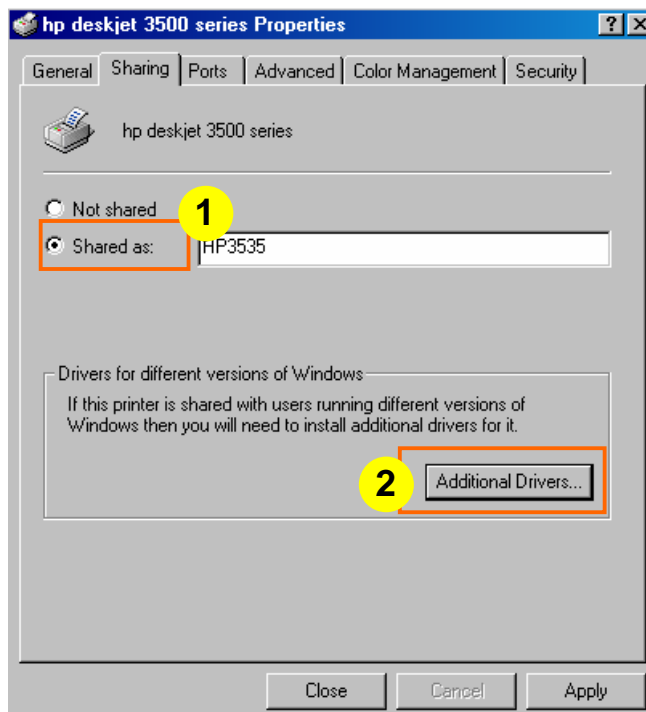 hp deskjet 3500 series Properties
General Sharing Ports Advanced Color Management Security
hp deskjet 3500 series
Not shared
1
Shared as: HP3535
Drivers for different versions of Windows
If this printer is shared with users running different versions of
Windows then you will need to install additional drivers for it.
2 Additional Drivers...
Close Cancel Apply